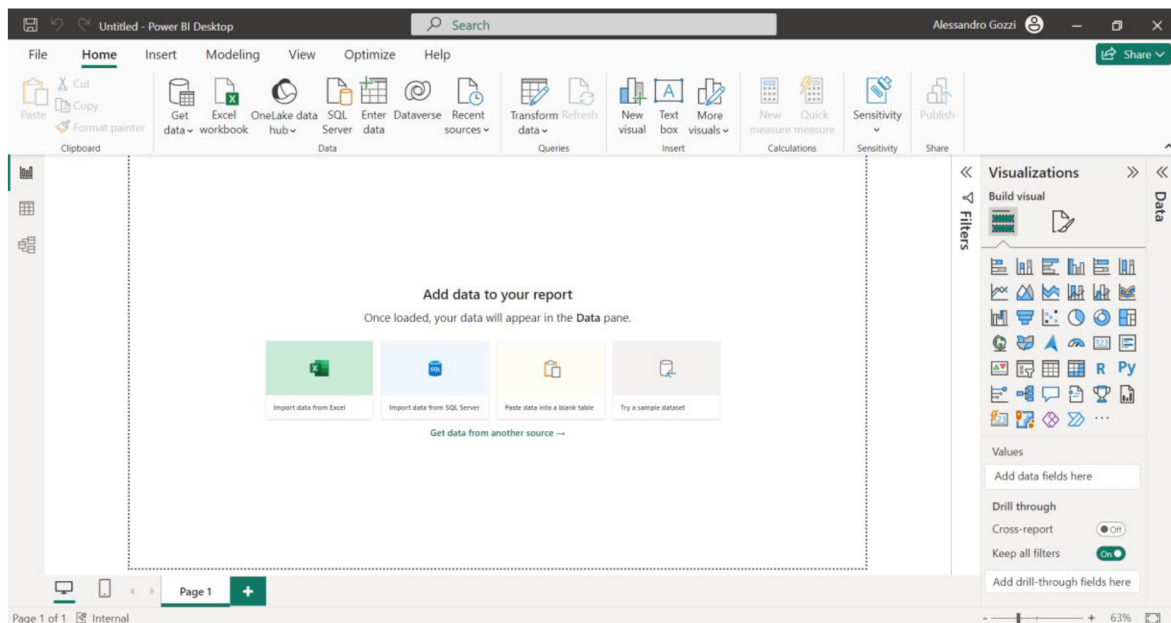 Untitled - Power BI Desktop
Search
Alessandro Gozzi
File Home Insert Modeling View Optimize Help
Share
Paste
Cut
Copy
Format painter
Clipboard
Get data
Excel workbook
OneLake data hub
SQL Server
Enter data
Dataverse
Recent sources
Data
Transform data
Refresh
Queries
New visual
Text box
More visuals
Insert
New measure
Quick measure
Calculations
Sensitivity
Sensitivity
Publish
Share
Add data to your report
Once loaded, your data will appear in the Data pane.
Import data from Excel
Import data from SQL Server
Paste data into a blank table
Try a sample dataset
Get data from another source →
Filters
Visualizations
Build visual
123
R
Py
123
...
Values
Add data fields here
Drill through
Cross-report
Off
Keep all filters
On
Add drill-through fields here
Data
Page 1
+
Page 1 of 1
Internal
- + 63%